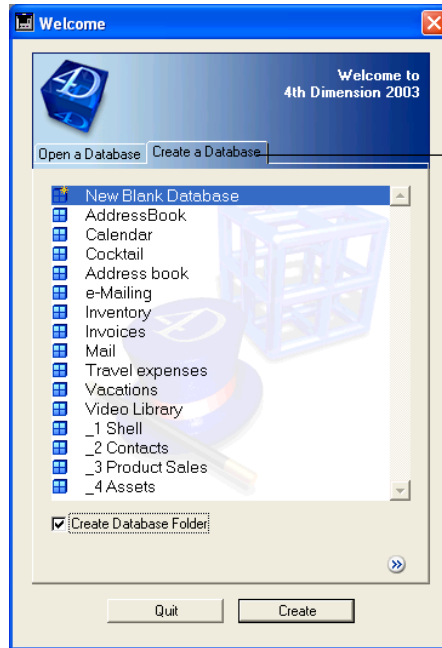 Welcome
4D
Welcome to
4th Dimension 2003
Open a Database
Create a Database
New Blank Database
AddressBook
Calendar
Cocktail
Address book
e-Mailing
Inventory
Invoices
Mail
Travel expenses
Vacations
Video Library
_1 Shell
_2 Contacts
_3 Product Sales
_4 Assets
Create Database Folder
Quit
Create